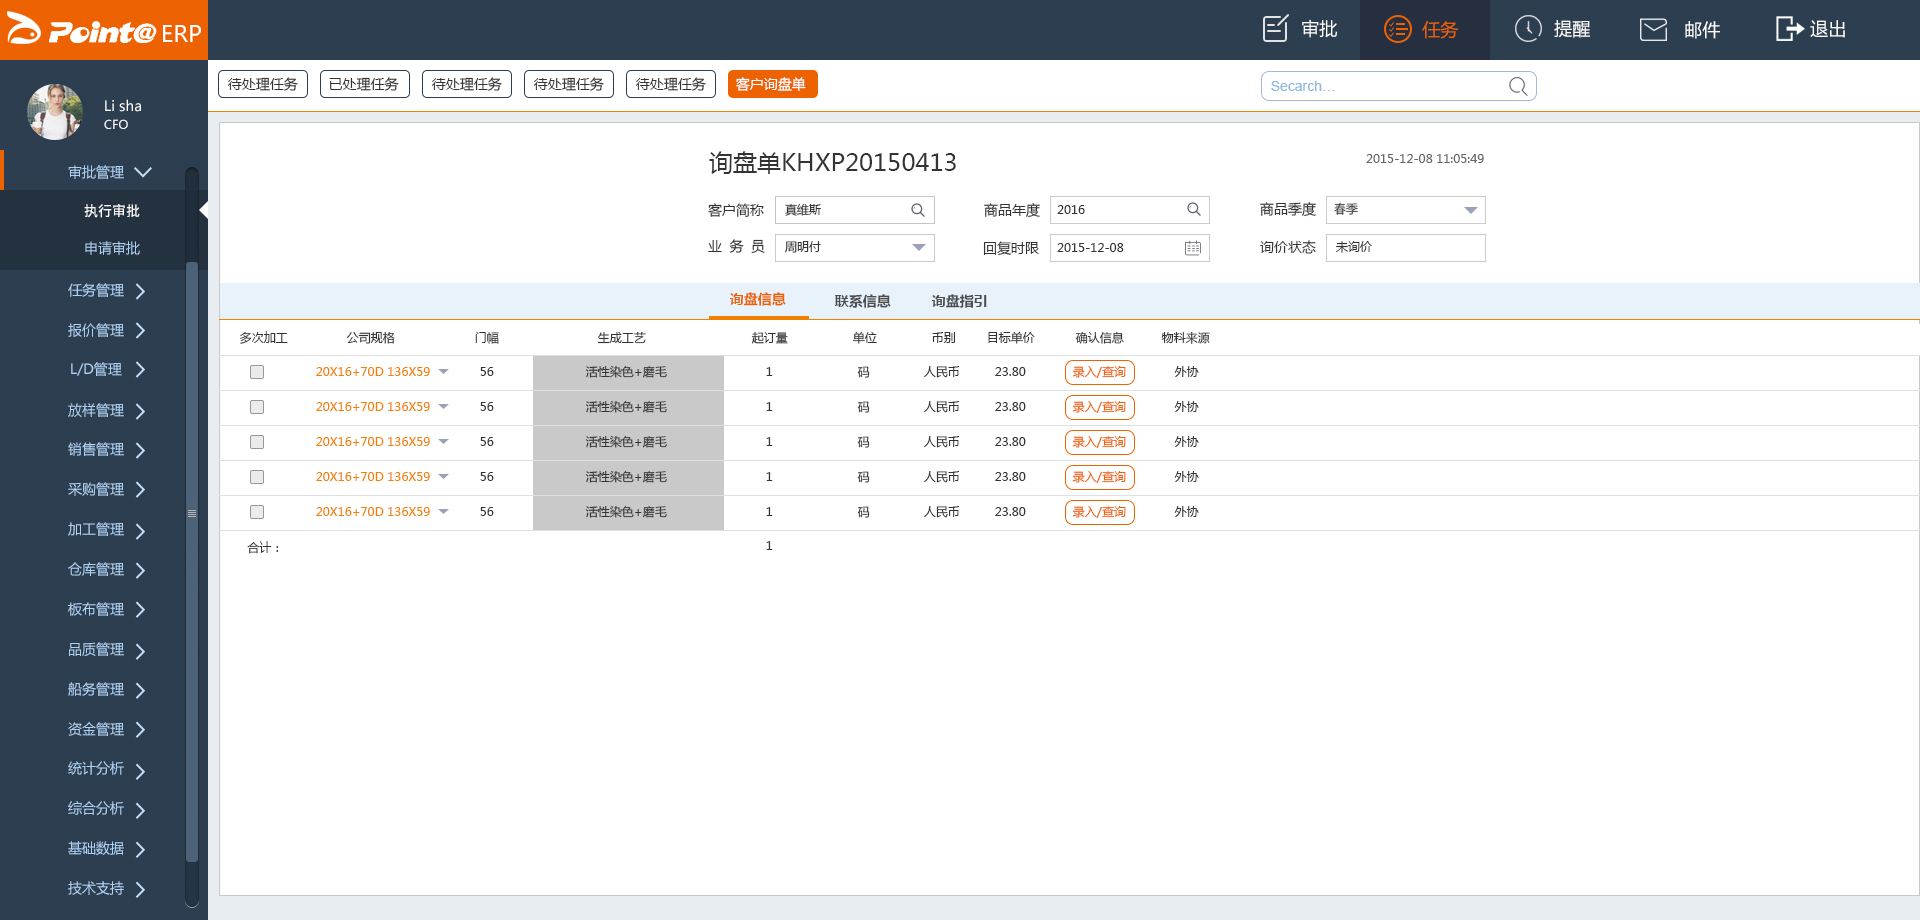 Point@ ERP
审批
任务
提醒
邮件
退出
Li sha
CFO
待处理任务
已处理任务
待处理任务
待处理任务
待处理任务
客户询盘单
Secarch...
审批管理
执行审批
申请审批
任务管理
报价管理
L/D管理
放样管理
销售管理
采购管理
加工管理
仓库管理
板布管理
品质管理
船务管理
资金管理
统计分析
综合分析
基础数据
技术支持
询盘单KHXP20150413
2015-12-08 11:05:49
客户简称 真维斯
商品年度 2016
商品季度 春季
业 务 员 周明付
回复时限 2015-12-08
询价状态 未询价
询盘信息 联系信息 询盘指引
多次加工 公司规格 门幅 生成工艺 起订量 单位 币别 目标单价 确认信息 物料来源
20X16+70D 136X59 56 活性染色+磨毛 1 码 人民币 23.80 录入/查询 外协
20X16+70D 136X59 56 活性染色+磨毛 1 码 人民币 23.80 录入/查询 外协
20X16+70D 136X59 56 活性染色+磨毛 1 码 人民币 23.80 录入/查询 外协
20X16+70D 136X59 56 活性染色+磨毛 1 码 人民币 23.80 录入/查询 外协
20X16+70D 136X59 56 活性染色+磨毛 1 码 人民币 23.80 录入/查询 外协
合计： 1